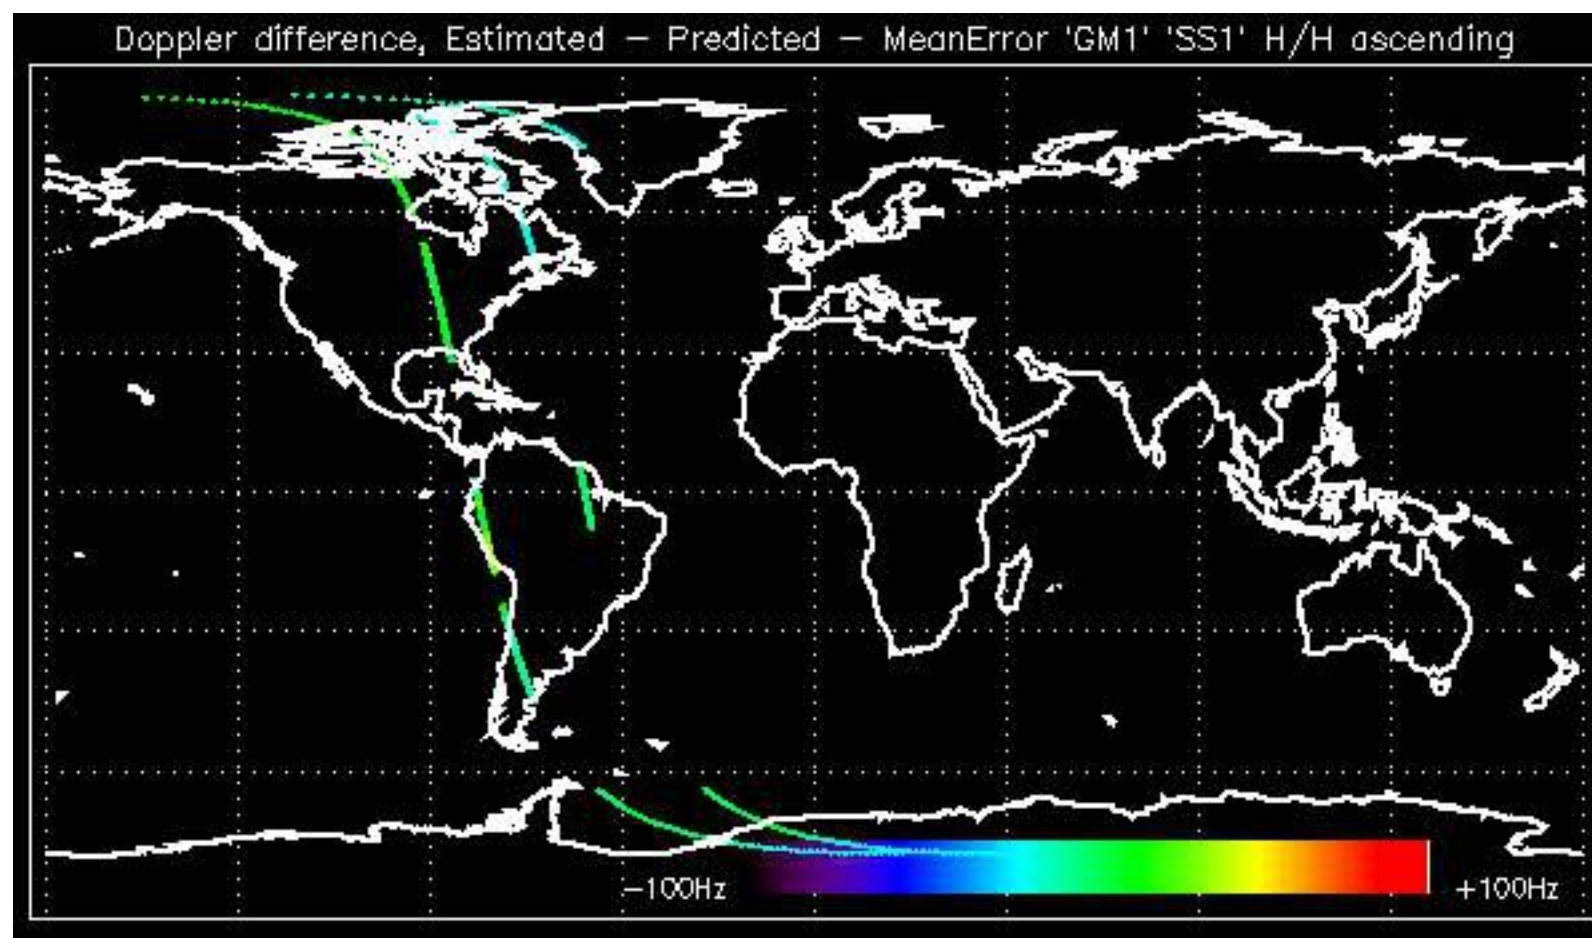 Doppler difference, Estimated – Predicted – MeanError 'GM1' 'SS1' H/H ascending
−100Hz +100Hz